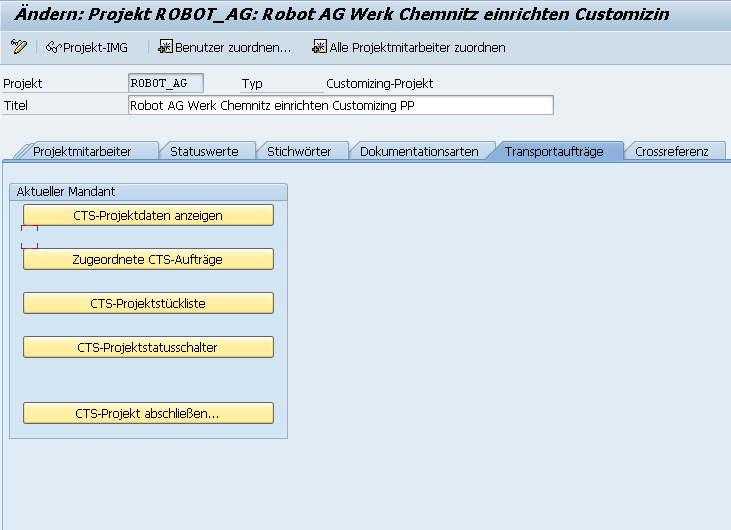 Ändern: Projekt ROBOT_AG: Robot AG Werk Chemnitz einrichten Customizin
Projekt-IMG Benutzer zuordnen... Alle Projektmitarbeiter zuordnen
Projekt ROBOT_AG Typ Customizing-Projekt
Titel Robot AG Werk Chemnitz einrichten Customizing PP
Projektmitarbeiter Statuswerte Stichwörter Dokumentationsarten Transportaufträge Crossreferenz
Aktueller Mandant
CTS-Projektdaten anzeigen
Zugeordnete CTS-Aufträge
CTS-Projektstückliste
CTS-Projektstatusschalter
CTS-Projekt abschließen...